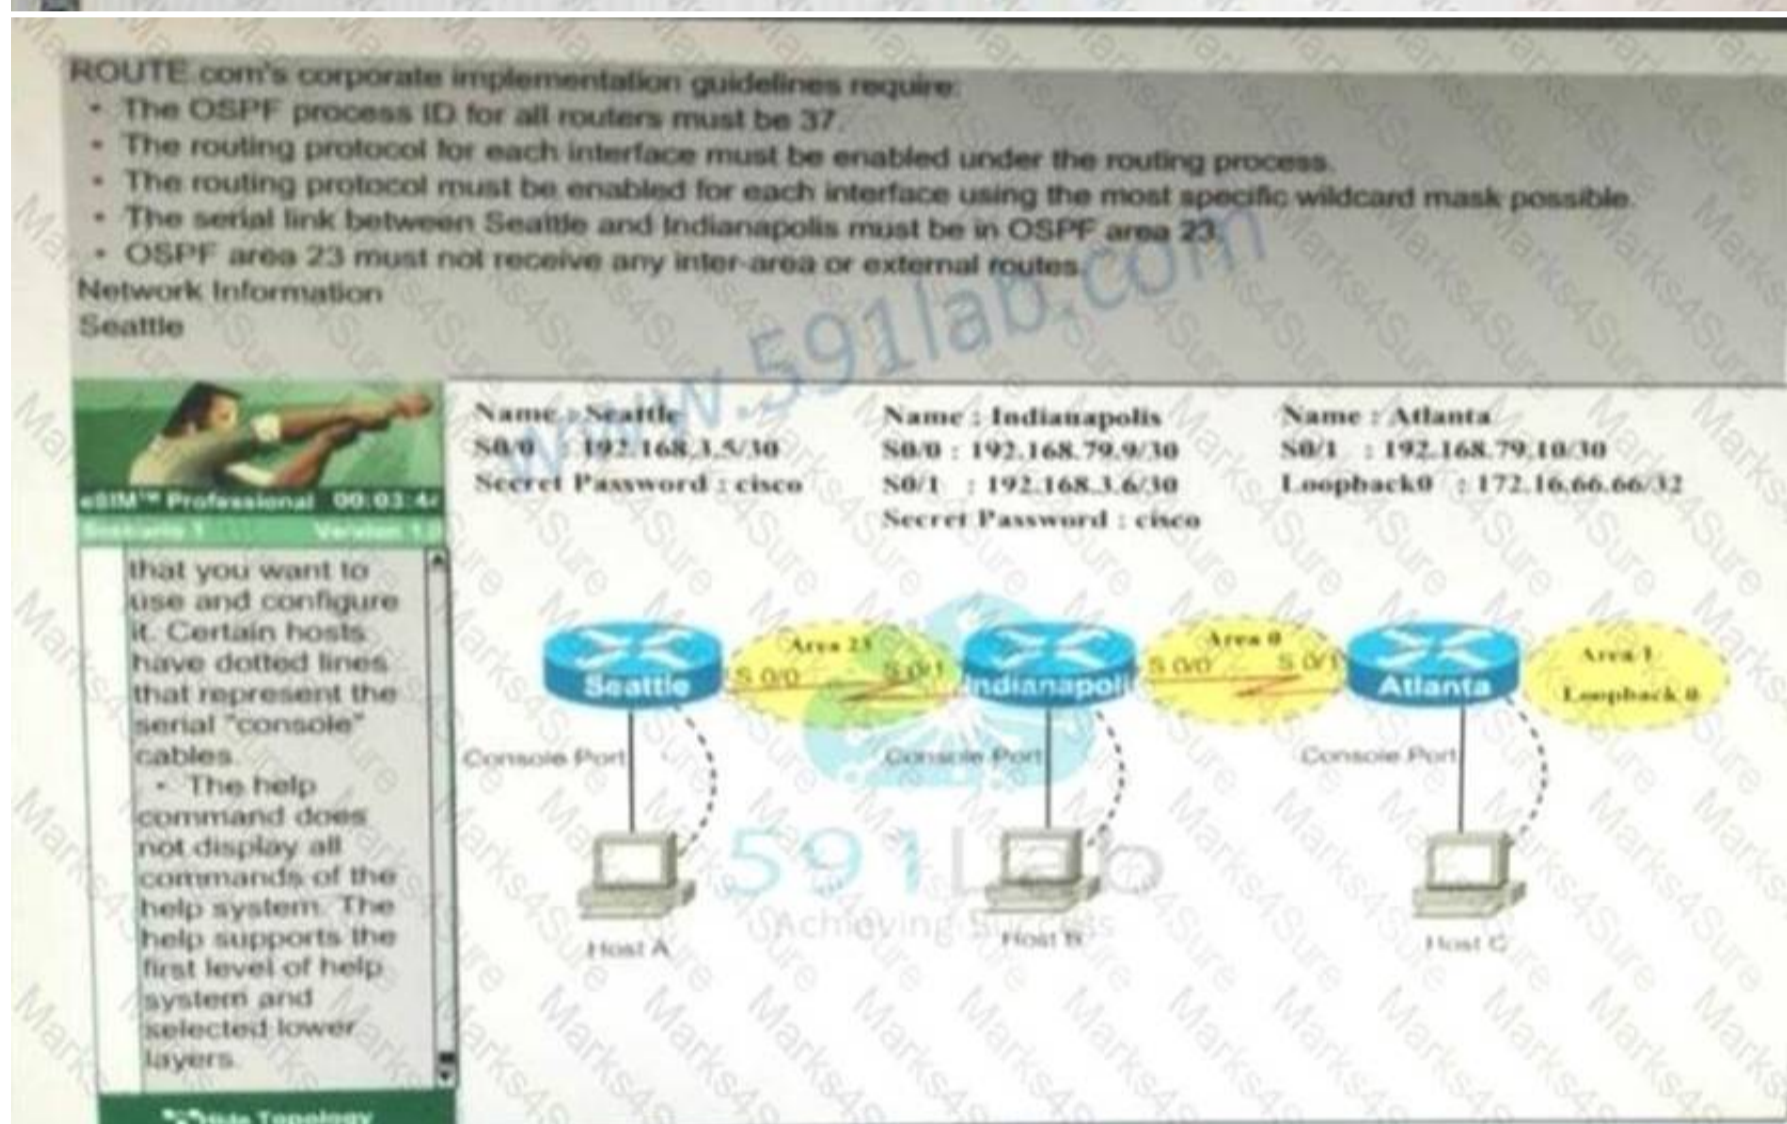 ROUTE.com's corporate implementation guidelines require:
• The OSPF process ID for all routers must be 37.
• The routing protocol for each interface must be enabled under the routing process.
• The routing protocol must be enabled for each interface using the most specific wildcard mask possible.
• The serial link between Seattle and Indianapolis must be in OSPF area 23.
• OSPF area 23 must not receive any inter-area or external routes.
Network Information
Seattle
www.591lab.com
eSIM™ Professional 00:03:4
Version 1.
that you want to
use and configure
it. Certain hosts
have dotted lines
that represent the
serial "console"
cables.
• The help
command does
not display all
commands of the
help system. The
help supports the
first level of help
system and
selected lower
layers.
Hide Topology
Name : Seattle
S0/0 : 192.168.3.5/30
Secret Password : cisco
Name : Indianapolis
S0/0 : 192.168.79.9/30
S0/1 : 192.168.3.6/30
Secret Password : cisco
Name : Atlanta
S0/1 : 192.168.79.10/30
Loopback0 : 172.16.66.66/32
Seattle
S 0/0
Area 23
S 0/1
Indianapoli
S 0/0
Area 0
S 0/1
Atlanta
Area 1
Loopback 0
Console Port
Console Port
Console Port
591Lab
Achieving Success
Host A
Host B
Host C
Marks4Sure